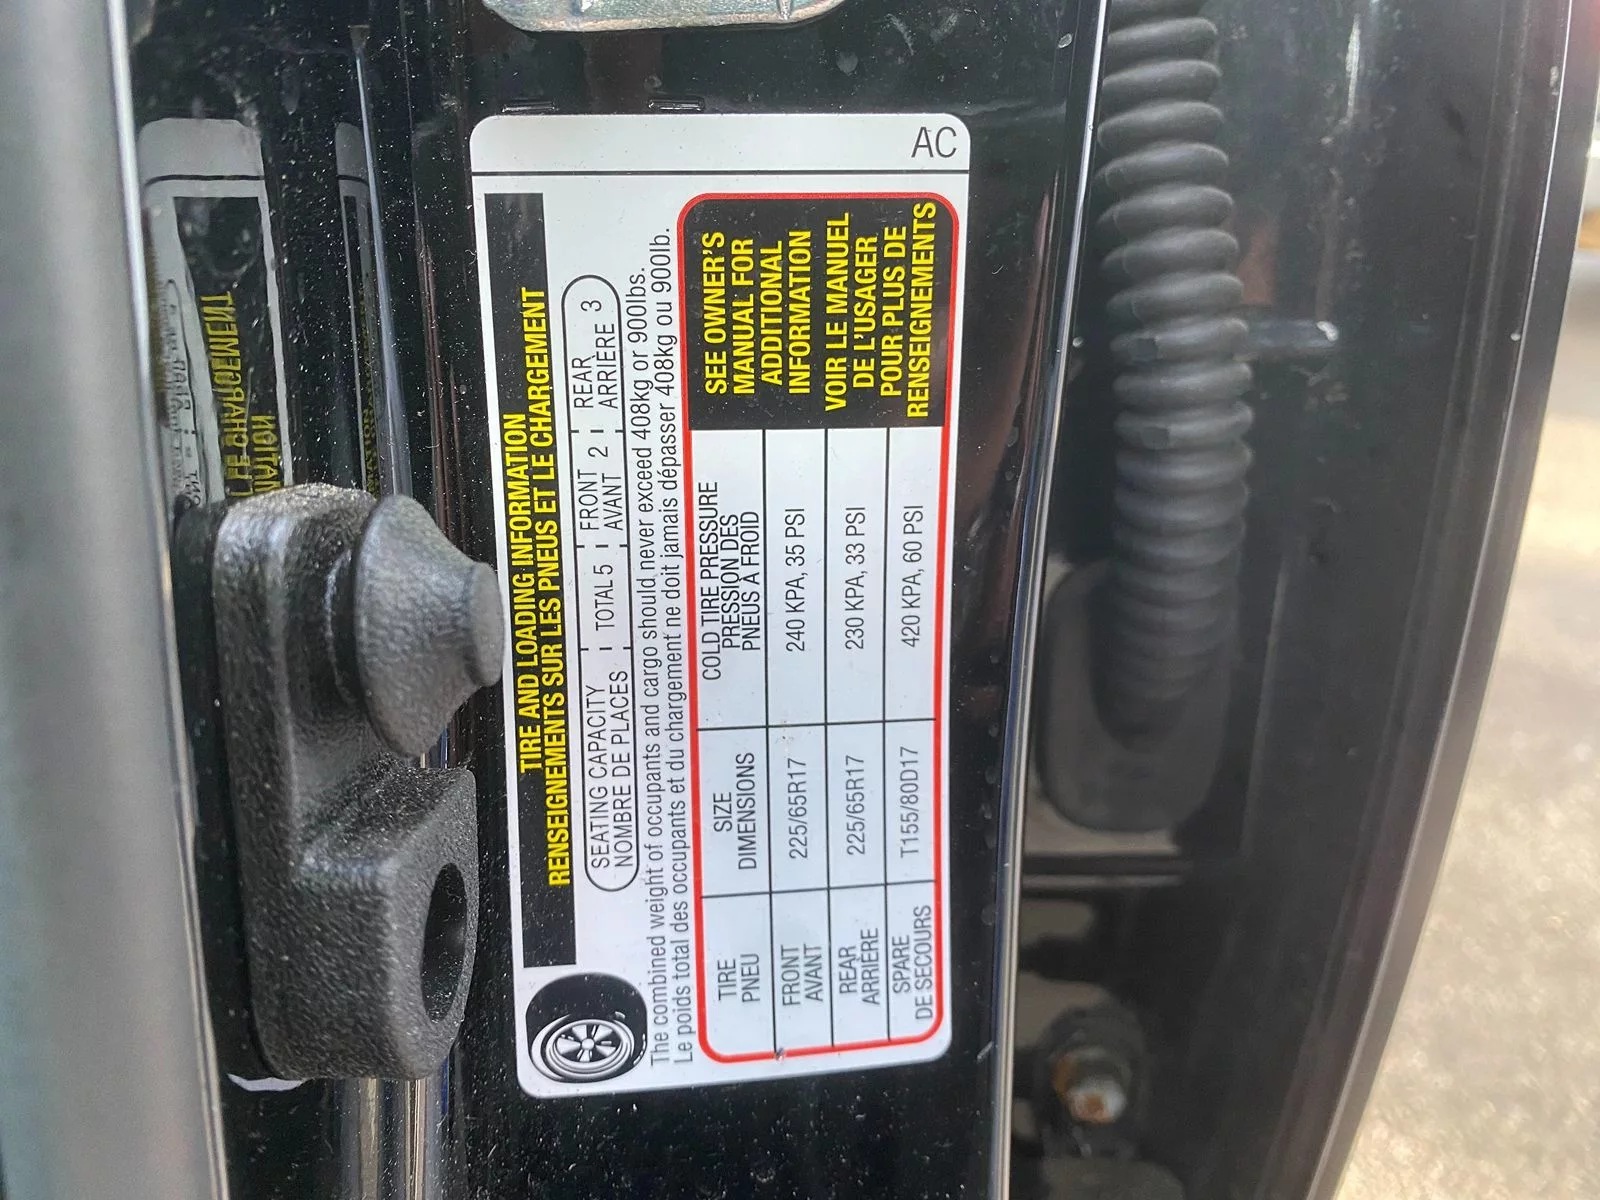 AC
TIRE AND LOADING INFORMATION
RENSEIGNEMENTS SUR LES PNEUS ET LE CHARGEMENT
SEATING CAPACITY TOTAL 5 FRONT 2 REAR 3
NOMBRE DE PLACES AVANT ARRIÈRE
The combined weight of occupants and cargo should never exceed 408kg or 900lbs.
Le poids total des occupants et du chargement ne doit jamais dépasser 408kg ou 900lb.
TIRE
PNEU
SIZE
DIMENSIONS
COLD TIRE PRESSURE
PRESSION DES
PNEUS A FROID
FRONT
AVANT
225/65R17
240 KPA, 35 PSI
REAR
ARRIÈRE
225/65R17
230 KPA, 33 PSI
SPARE
DE SECOURS
T155/80D17
420 KPA, 60 PSI
SEE OWNER'S
MANUAL FOR
ADDITIONAL
INFORMATION
VOIR LE MANUEL
DE L'USAGER
POUR PLUS DE
RENSEIGNEMENTS